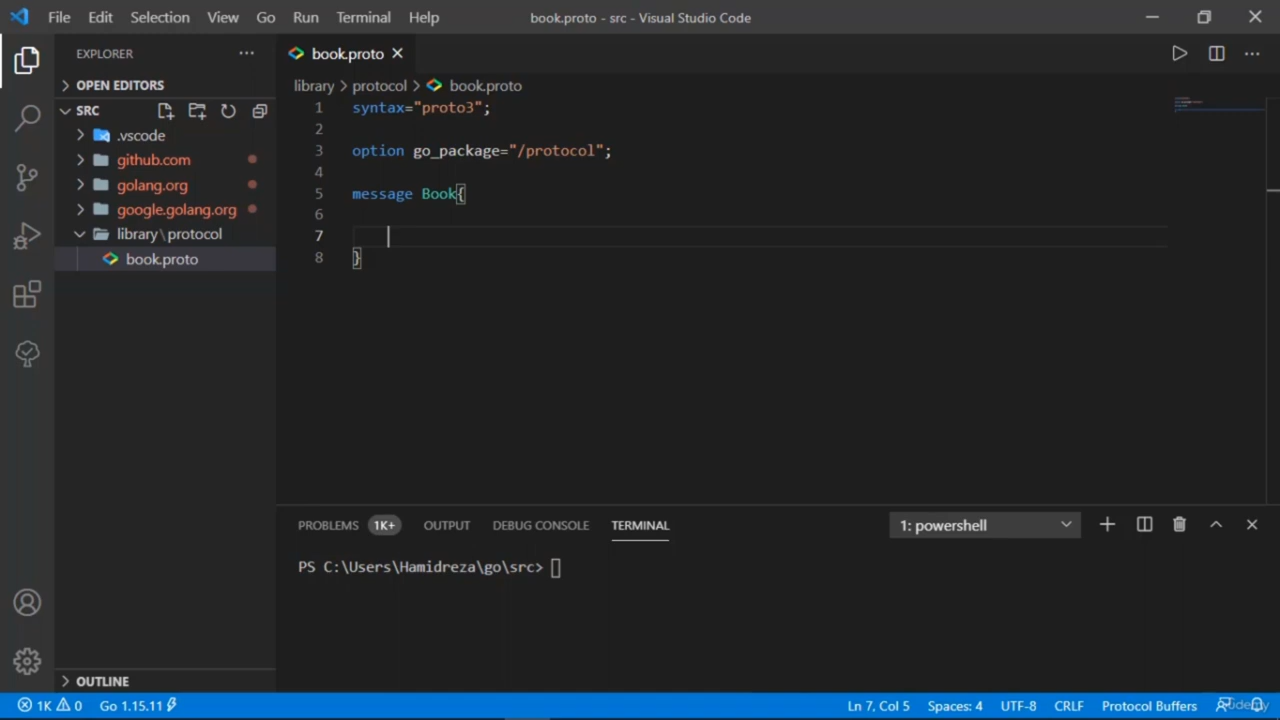 File Edit Selection View Go Run Terminal Help
book.proto - src - Visual Studio Code
EXPLORER
OPEN EDITORS
SRC
.vscode
github.com
golang.org
google.golang.org
library\protocol
book.proto
OUTLINE
book.proto
library > protocol > book.proto
1 syntax="proto3";
2
3 option go_package="/protocol";
4
5 message Book{
6
7
8 }
PROBLEMS 1K+ OUTPUT DEBUG CONSOLE TERMINAL 1: powershell
PS C:\Users\Hamidreza\go\src>
1K 0 Go 1.15.11 Ln 7, Col 5 Spaces: 4 UTF-8 CRLF Protocol Buffers